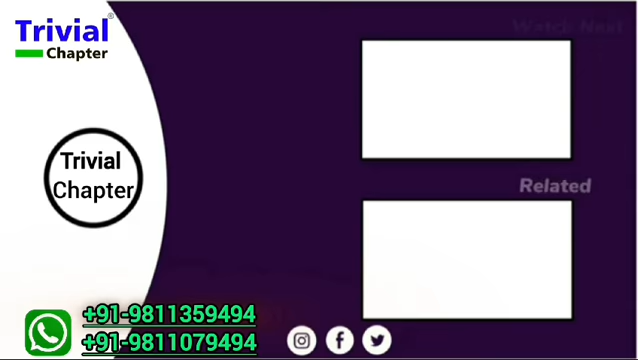 Trivial®
Chapter
Watch Next
Trivial
Chapter
Related
+91-9811359494
+91-9811079494